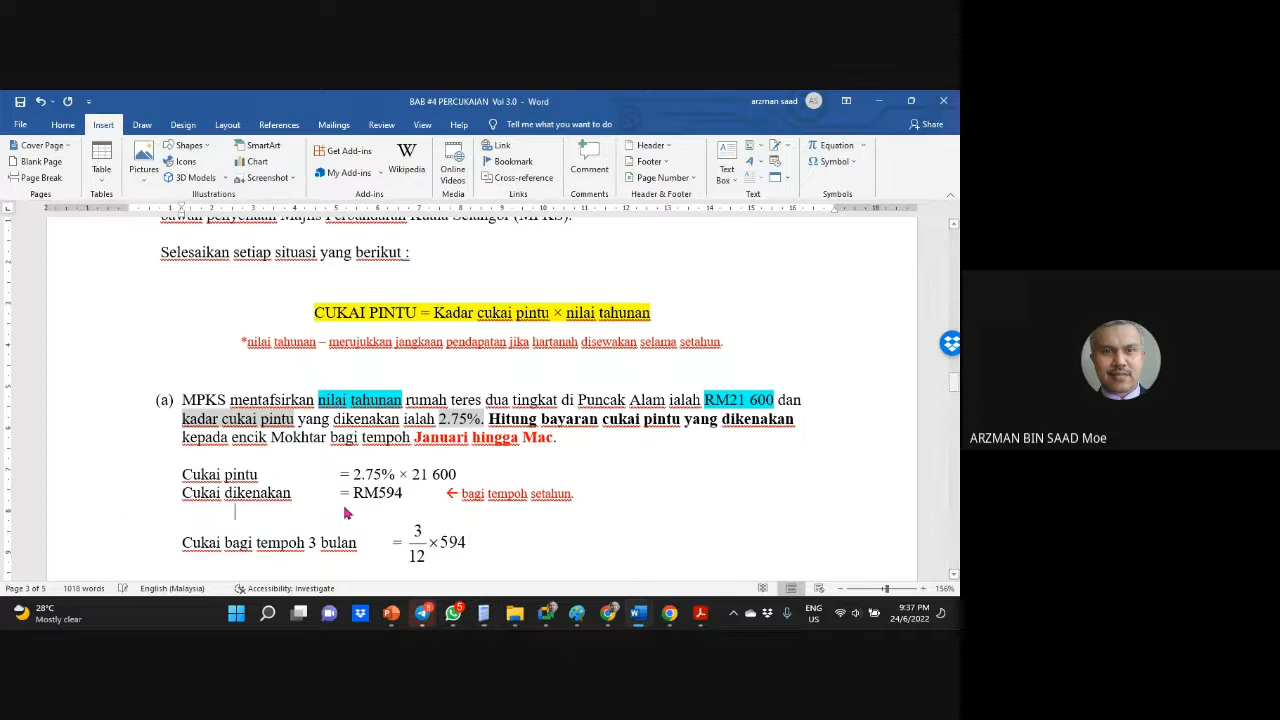 BAB #4 PERCUKAIAN Vol 3.0 - Word
arzman saad
AS
File Home Insert Draw Design Layout References Mailings Review View Help Tell me what you want to do Share
Cover Page
Blank Page
Page Break
Pages
Table
Tables
Pictures
Shapes
Icons
3D Models
SmartArt
Chart
Screenshot
Illustrations
Get Add-ins
My Add-ins
Wikipedia
Add-ins
Online
Videos
Media
Link
Bookmark
Cross-reference
Links
Comment
Comments
Header
Footer
Page Number
Header & Footer
Text
Box
Text
Equation
Symbol
Symbols
Selesaikan setiap situasi yang berikut :
CUKAI PINTU = Kadar cukai pintu × nilai tahunan
*nilai tahunan – merujukkan jangkaan pendapatan jika hartanah disewakan selama setahun.
(a) MPKS mentafsirkan nilai tahunan rumah teres dua tingkat di Puncak Alam ialah RM21 600 dan
kadar cukai pintu yang dikenakan ialah 2.75%. Hitung bayaran cukai pintu yang dikenakan
kepada encik Mokhtar bagi tempoh Januari hingga Mac.
Cukai pintu = 2.75% × 21 600
Cukai dikenakan = RM594 ← bagi tempoh setahun.
Cukai bagi tempoh 3 bulan = 3/12 × 594
ARZMAN BIN SAAD Moe
Page 3 of 5 1018 words English (Malaysia) Accessibility: Investigate 156%
28°C
Mostly clear
8
5
ENG
US
9:37 PM
24/6/2022